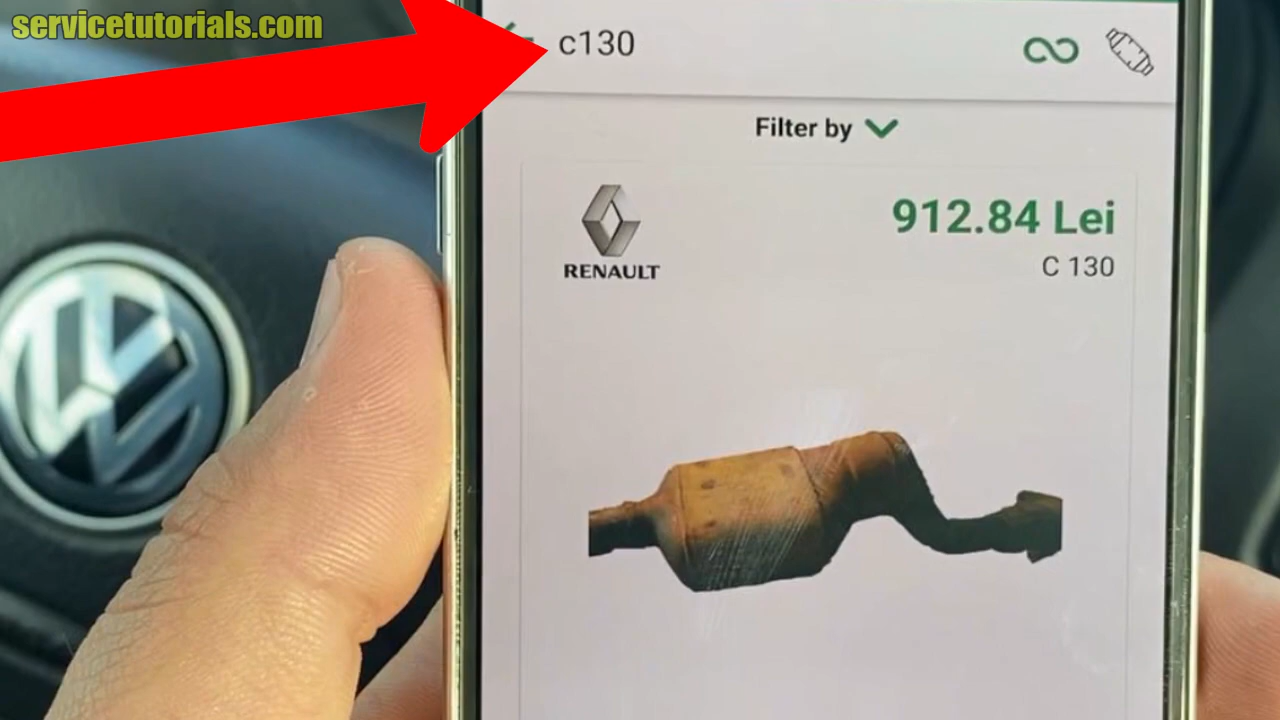 servicetutorials.com
c130
Filter by
912.84 Lei
C 130
RENAULT